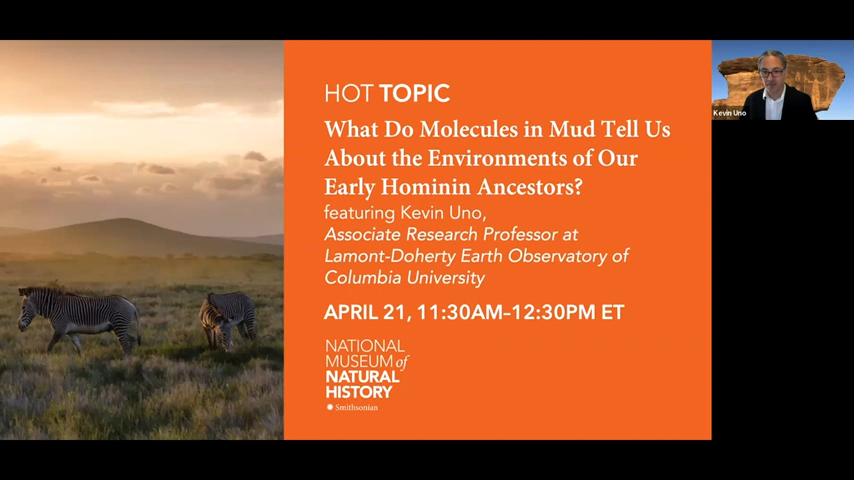 HOT TOPIC
What Do Molecules in Mud Tell Us
About the Environments of Our
Early Hominin Ancestors?
featuring Kevin Uno,
Associate Research Professor at
Lamont-Doherty Earth Observatory of
Columbia University
APRIL 21, 11:30AM–12:30PM ET
NATIONAL
MUSEUM of
NATURAL
HISTORY
Smithsonian
Kevin Uno